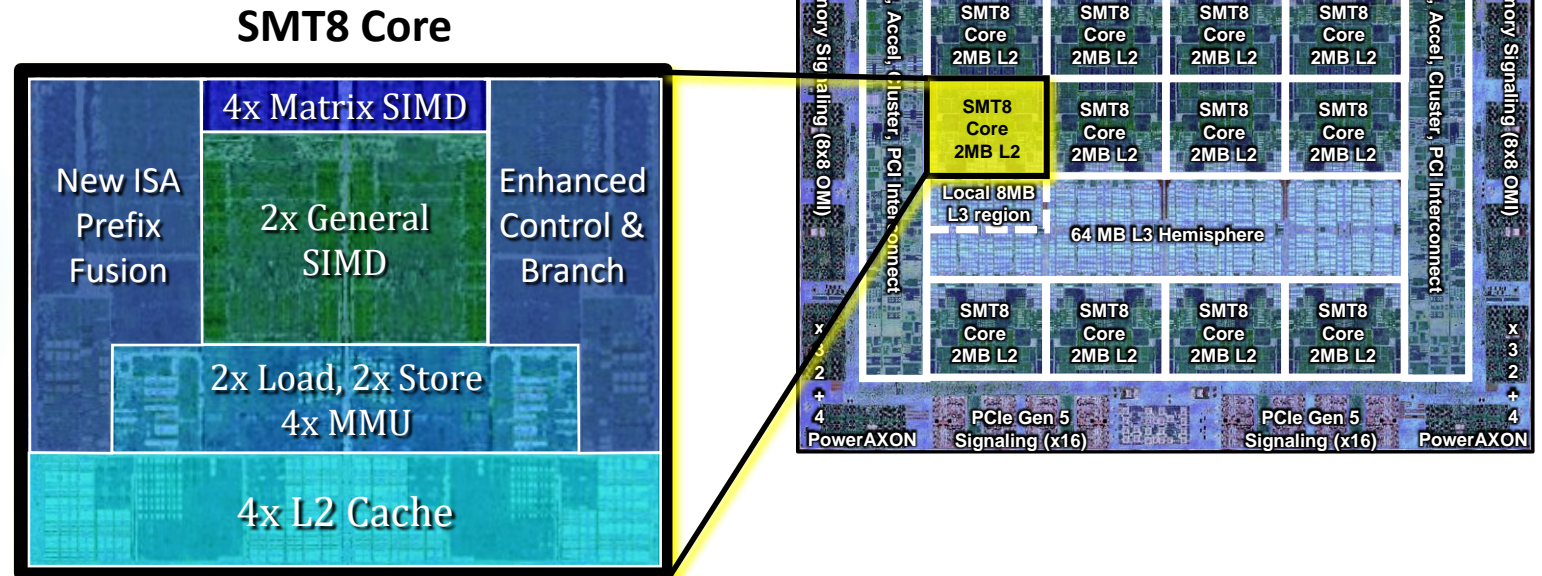 SMT8 Core
4x Matrix SIMD
New ISA
Prefix
Fusion
2x General
SIMD
Enhanced
Control &
Branch
2x Load, 2x Store
4x MMU
4x L2 Cache
Signaling (8x8 OMI)
, Accel, Cluster, PCI Interconnect
SMT8
Core
2MB L2
SMT8
Core
2MB L2
SMT8
Core
2MB L2
SMT8
Core
2MB L2
, Accel, Cluster, PCI Interconnect
Signaling (8x8 OMI)
SMT8
Core
2MB L2
SMT8
Core
2MB L2
SMT8
Core
2MB L2
SMT8
Core
2MB L2
Local 8MB
L3 region
64 MB L3 Hemisphere
SMT8
Core
2MB L2
SMT8
Core
2MB L2
SMT8
Core
2MB L2
SMT8
Core
2MB L2
x
3
2
+
4
PowerAXON
PCIe Gen 5
Signaling (x16)
PCIe Gen 5
Signaling (x16)
x
3
2
+
4
PowerAXON